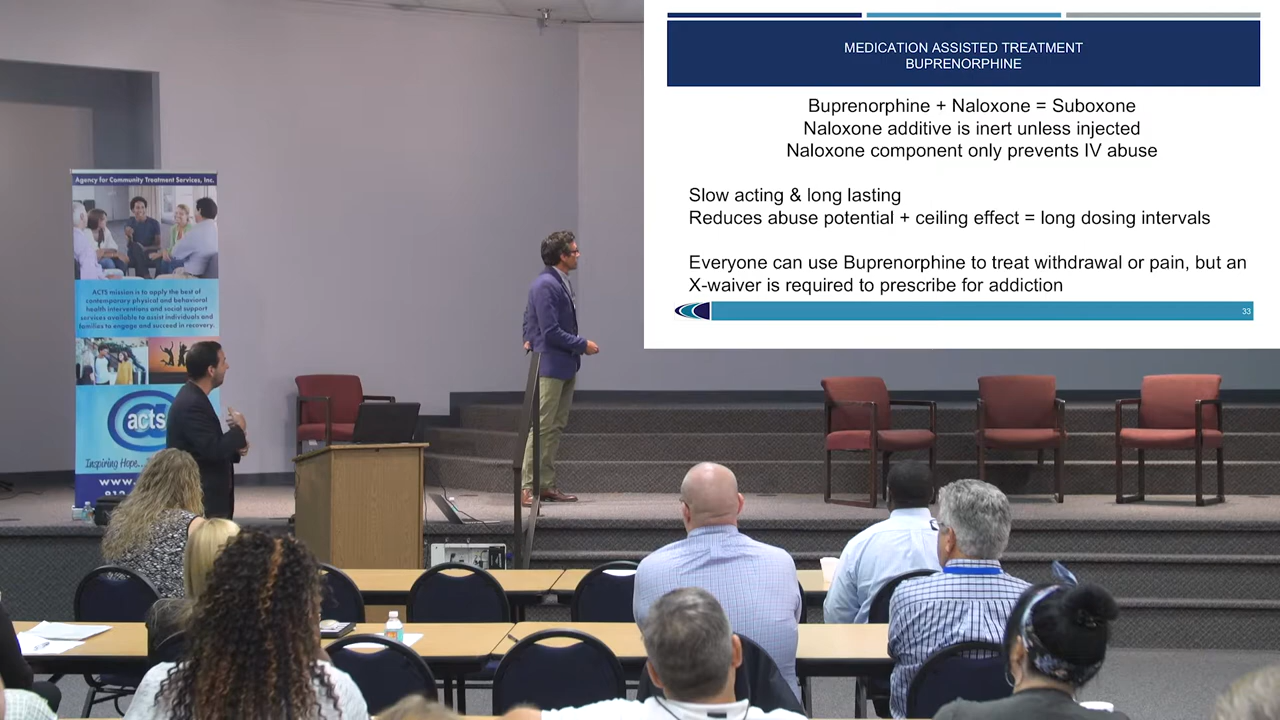 MEDICATION ASSISTED TREATMENT
BUPRENORPHINE
Buprenorphine + Naloxone = Suboxone
Naloxone additive is inert unless injected
Naloxone component only prevents IV abuse
Slow acting & long lasting
Reduces abuse potential + ceiling effect = long dosing intervals
Everyone can use Buprenorphine to treat withdrawal or pain, but an
X-waiver is required to prescribe for addiction
33
Agency for Community Treatment Services, Inc.
ACTS mission is to apply the best of
contemporary physical and behavioral
health interventions and social support
services available to assist individuals and
families to engage and succeed in recovery.
acts
Inspiring Hope...
www.